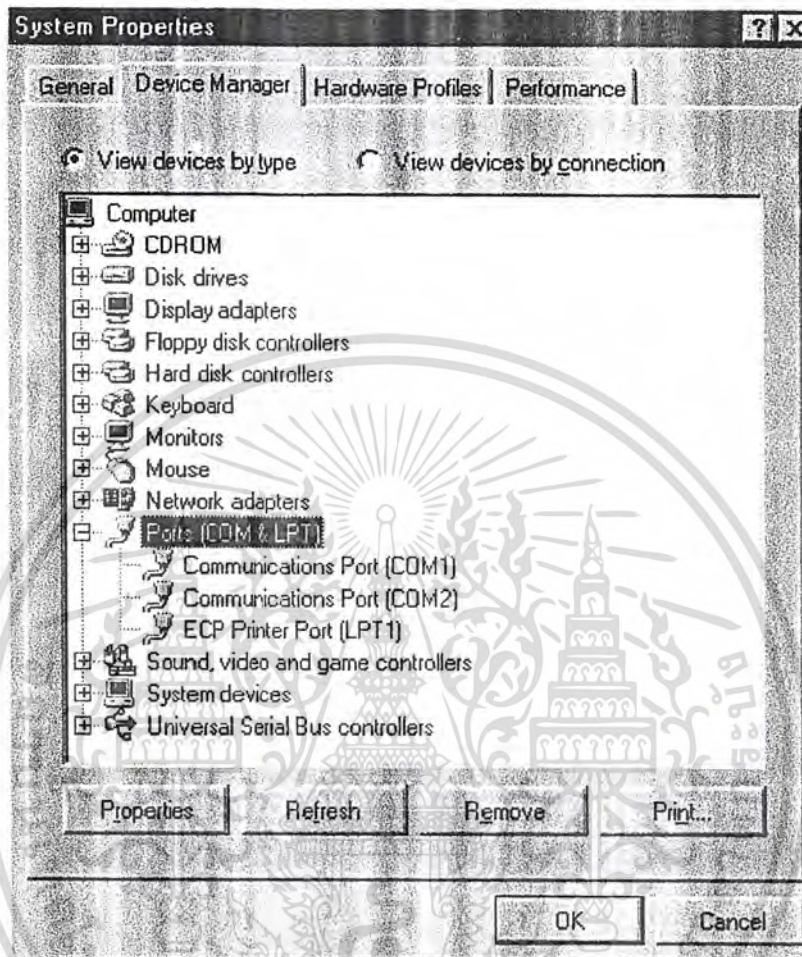 System Properties
General Device Manager Hardware Profiles Performance
View devices by type View devices by connection
Computer
CDROM
Disk drives
Display adapters
Floppy disk controllers
Hard disk controllers
Keyboard
Monitors
Mouse
Network adapters
Ports (COM & LPT)
Communications Port (COM1)
Communications Port (COM2)
ECP Printer Port (LPT1)
Sound, video and game controllers
System devices
Universal Serial Bus controllers
Properties Refresh Remove Print...
OK Cancel